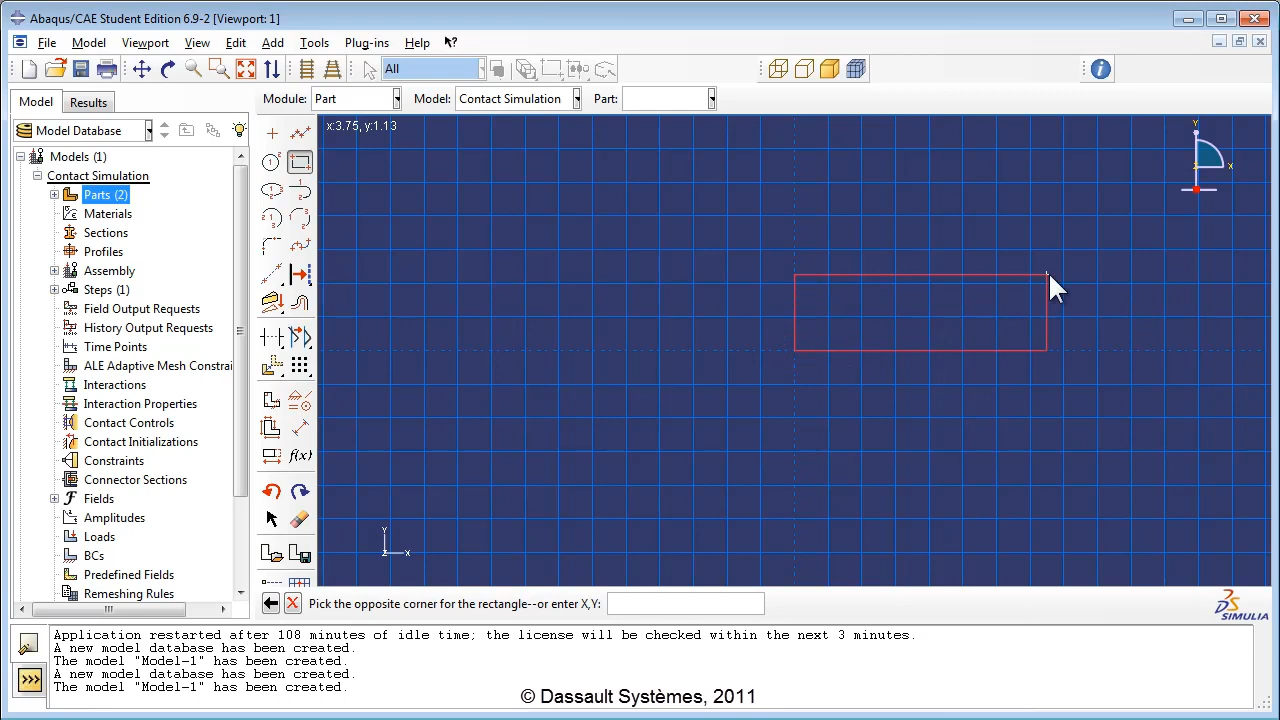 Abaqus/CAE Student Edition 6.9-2 [Viewport: 1]
File Model Viewport View Edit Add Tools Plug-ins Help
All
Model Results
Module: Part Model: Contact Simulation Part:
Model Database
x:3.75, y:1.13
Y
X
Z
Models (1)
Contact Simulation
Parts (2)
Materials
Sections
Profiles
Assembly
Steps (1)
Field Output Requests
History Output Requests
Time Points
ALE Adaptive Mesh Constrai
Interactions
Interaction Properties
Contact Controls
Contact Initializations
Constraints
Connector Sections
Fields
Amplitudes
Loads
BCs
Predefined Fields
Remeshing Rules
f(x)
Y
Z X
Pick the opposite corner for the rectangle--or enter X,Y:
SIMULIA
Application restarted after 108 minutes of idle time; the license will be checked within the next 3 minutes.
A new model database has been created.
The model "Model-1" has been created.
A new model database has been created.
The model "Model-1" has been created.
>>>
© Dassault Systèmes, 2011